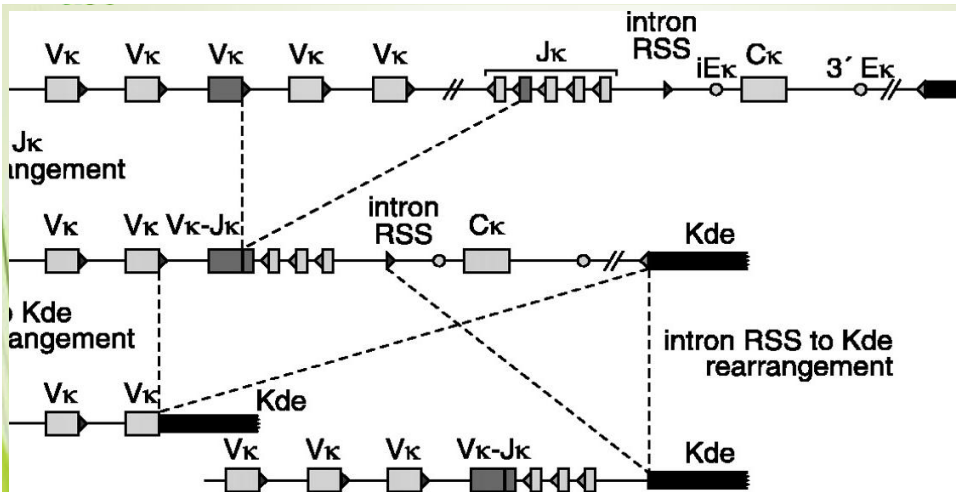 intron
RSS
Vκ Vκ Vκ Vκ Vκ Jκ iEκ Cκ 3´ Eκ
Jκ
angement
Vκ Vκ Vκ-Jκ intron
RSS Cκ Kde
Kde
angement
intron RSS to Kde
rearrangement
Vκ Vκ Kde
Vκ Vκ Vκ Vκ-Jκ Kde